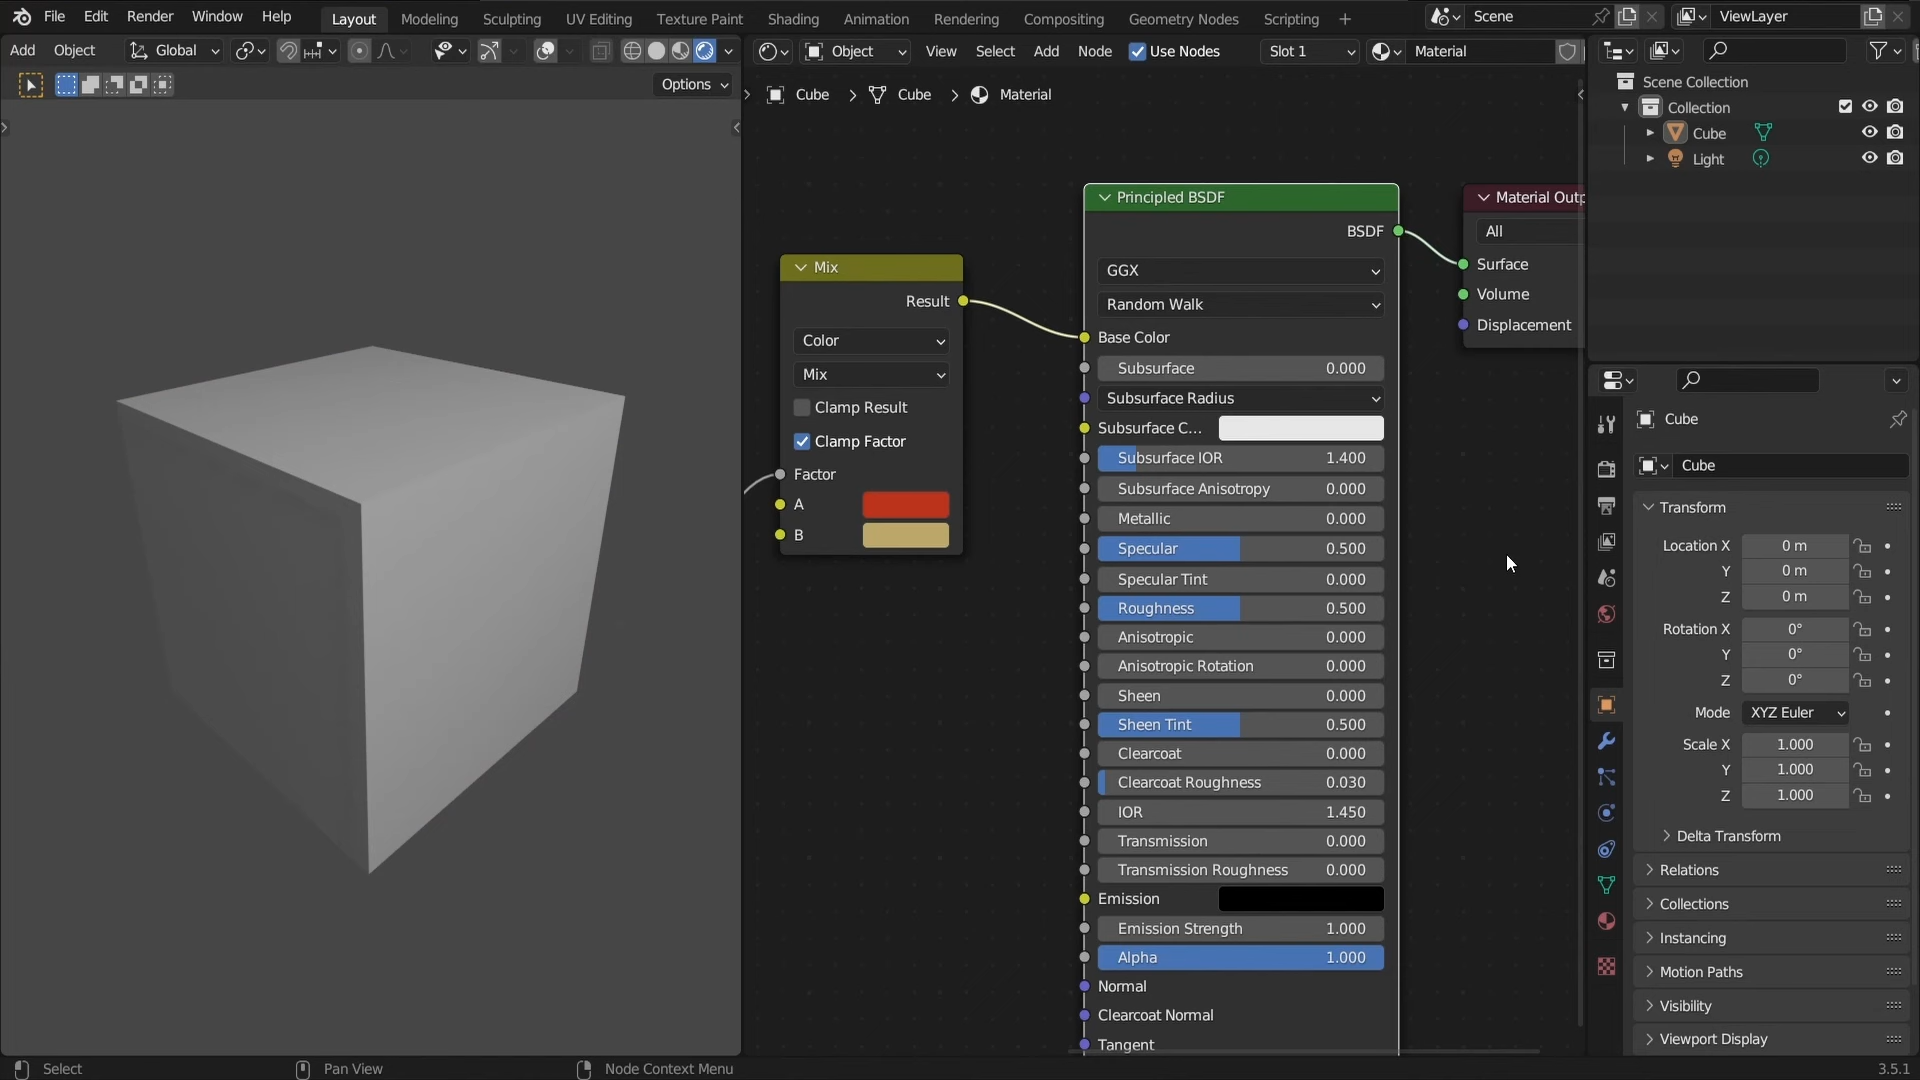 File Edit Render Window Help Layout Modeling Sculpting UV Editing Texture Paint Shading Animation Rendering Compositing Geometry Nodes Scripting + Scene ViewLayer
Add Object Global Object View Select Add Node Use Nodes Slot 1 Material
Options
Cube > Cube > Material
Mix
Result
Color
Mix
Clamp Result
Clamp Factor
Factor
A
B
Principled BSDF
BSDF
GGX
Random Walk
Base Color
Subsurface 0.000
Subsurface Radius
Subsurface C...
Subsurface IOR 1.400
Subsurface Anisotropy 0.000
Metallic 0.000
Specular 0.500
Specular Tint 0.000
Roughness 0.500
Anisotropic 0.000
Anisotropic Rotation 0.000
Sheen 0.000
Sheen Tint 0.500
Clearcoat 0.000
Clearcoat Roughness 0.030
IOR 1.450
Transmission 0.000
Transmission Roughness 0.000
Emission
Emission Strength 1.000
Alpha 1.000
Normal
Clearcoat Normal
Tangent
Material Outp
All
Surface
Volume
Displacement
Scene Collection
Collection
Cube
Light
Cube
Cube
Transform
Location X 0 m
Y 0 m
Z 0 m
Rotation X 0°
Y 0°
Z 0°
Mode XYZ Euler
Scale X 1.000
Y 1.000
Z 1.000
Delta Transform
Relations
Collections
Instancing
Motion Paths
Visibility
Viewport Display
Select Pan View Node Context Menu 3.5.1